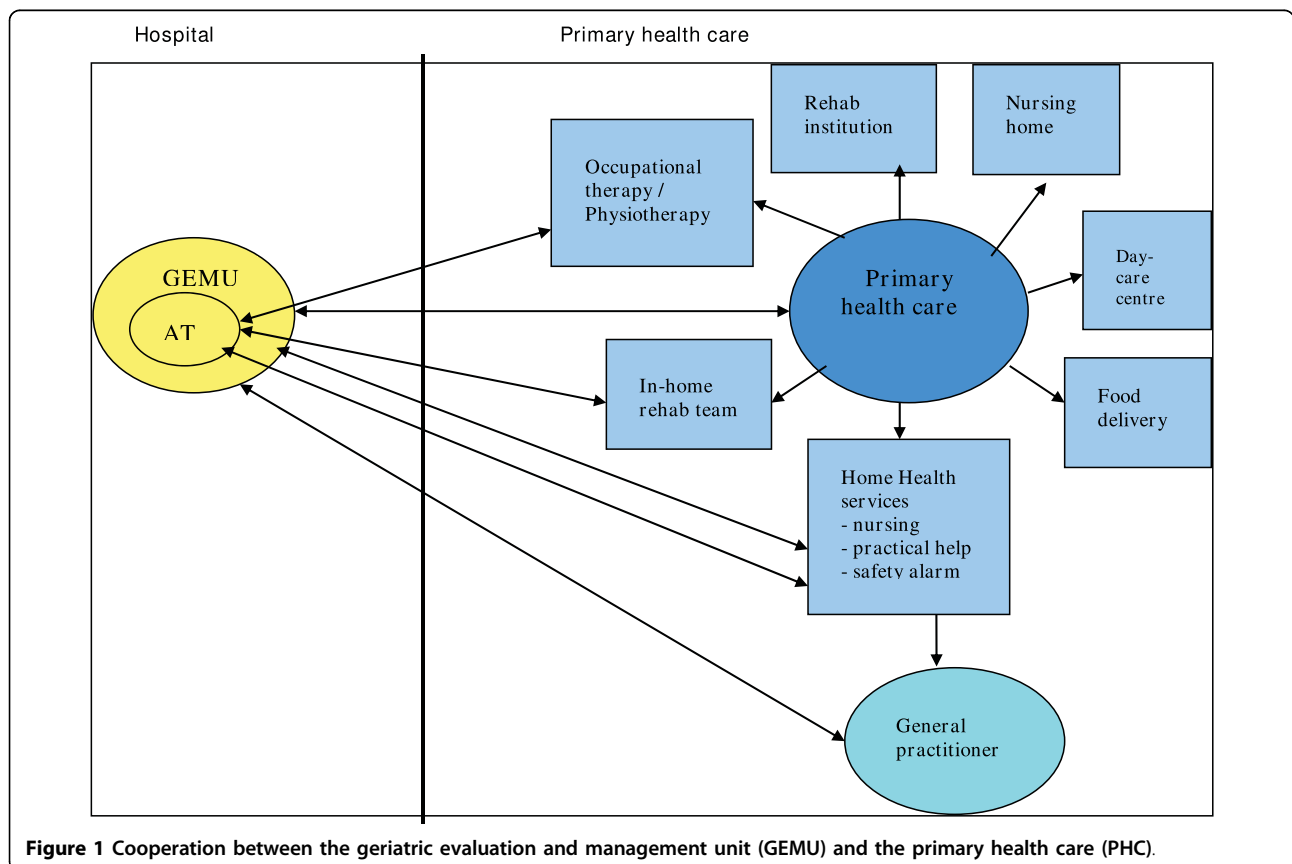 Hospital
Primary health care
Rehab
institution
Nursing
home
Occupational
therapy /
Physiotherapy
GEMU
AT
Primary
health care
Day-
care
centre
In-home
rehab team
Food
delivery
Home Health
services
- nursing
- practical help
- safety alarm
General
practitioner
Figure 1 Cooperation between the geriatric evaluation and management unit (GEMU) and the primary health care (PHC).